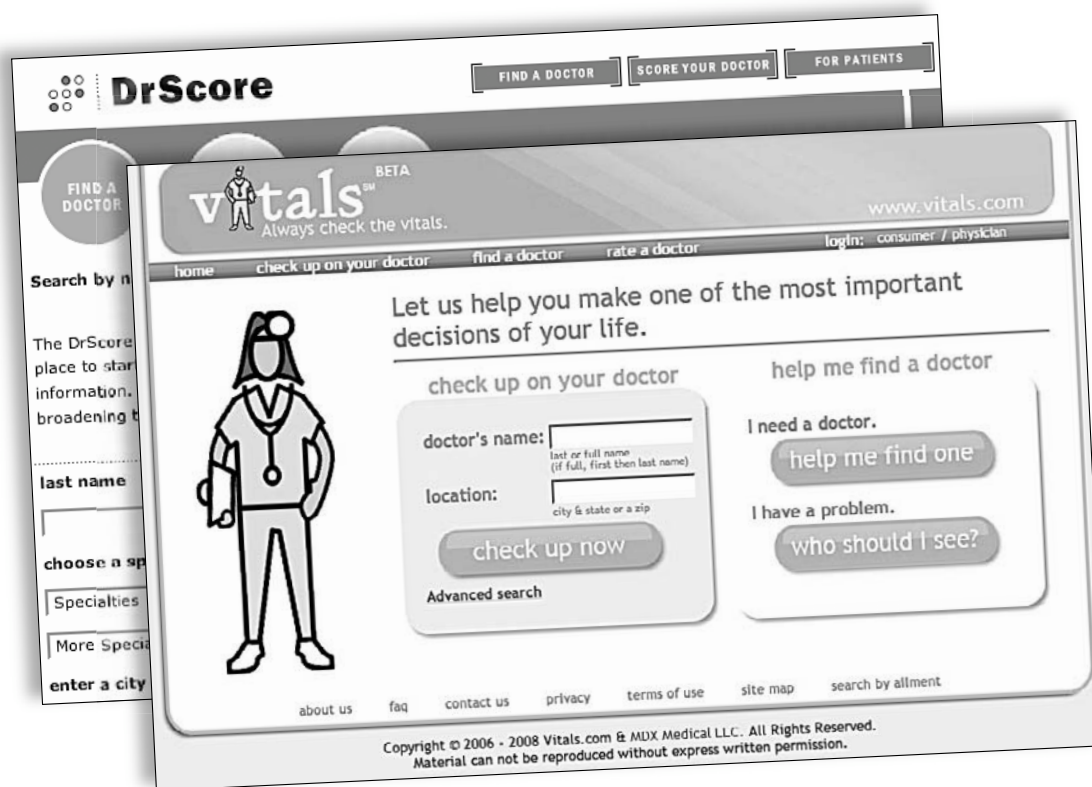 DrScore
FIND A DOCTOR
SCORE YOUR DOCTOR
FOR PATIENTS
FIND A
DOCTOR
Search by n
The DrScore
place to star
information.
broadening t
last name
choose a sp
Specialties
More Specia
enter a city
vitals SM BETA
Always check the vitals.
www.vitals.com
home check up on your doctor find a doctor rate a doctor login: consumer / physician
Let us help you make one of the most important
decisions of your life.
check up on your doctor
doctor's name:
last or full name
(if full, first then last name)
location:
city & state or a zip
check up now
Advanced search
help me find a doctor
I need a doctor.
help me find one
I have a problem.
who should I see?
about us faq contact us privacy terms of use site map search by ailment
Copyright © 2006 - 2008 Vitals.com & MDX Medical LLC. All Rights Reserved.
Material can not be reproduced without express written permission.